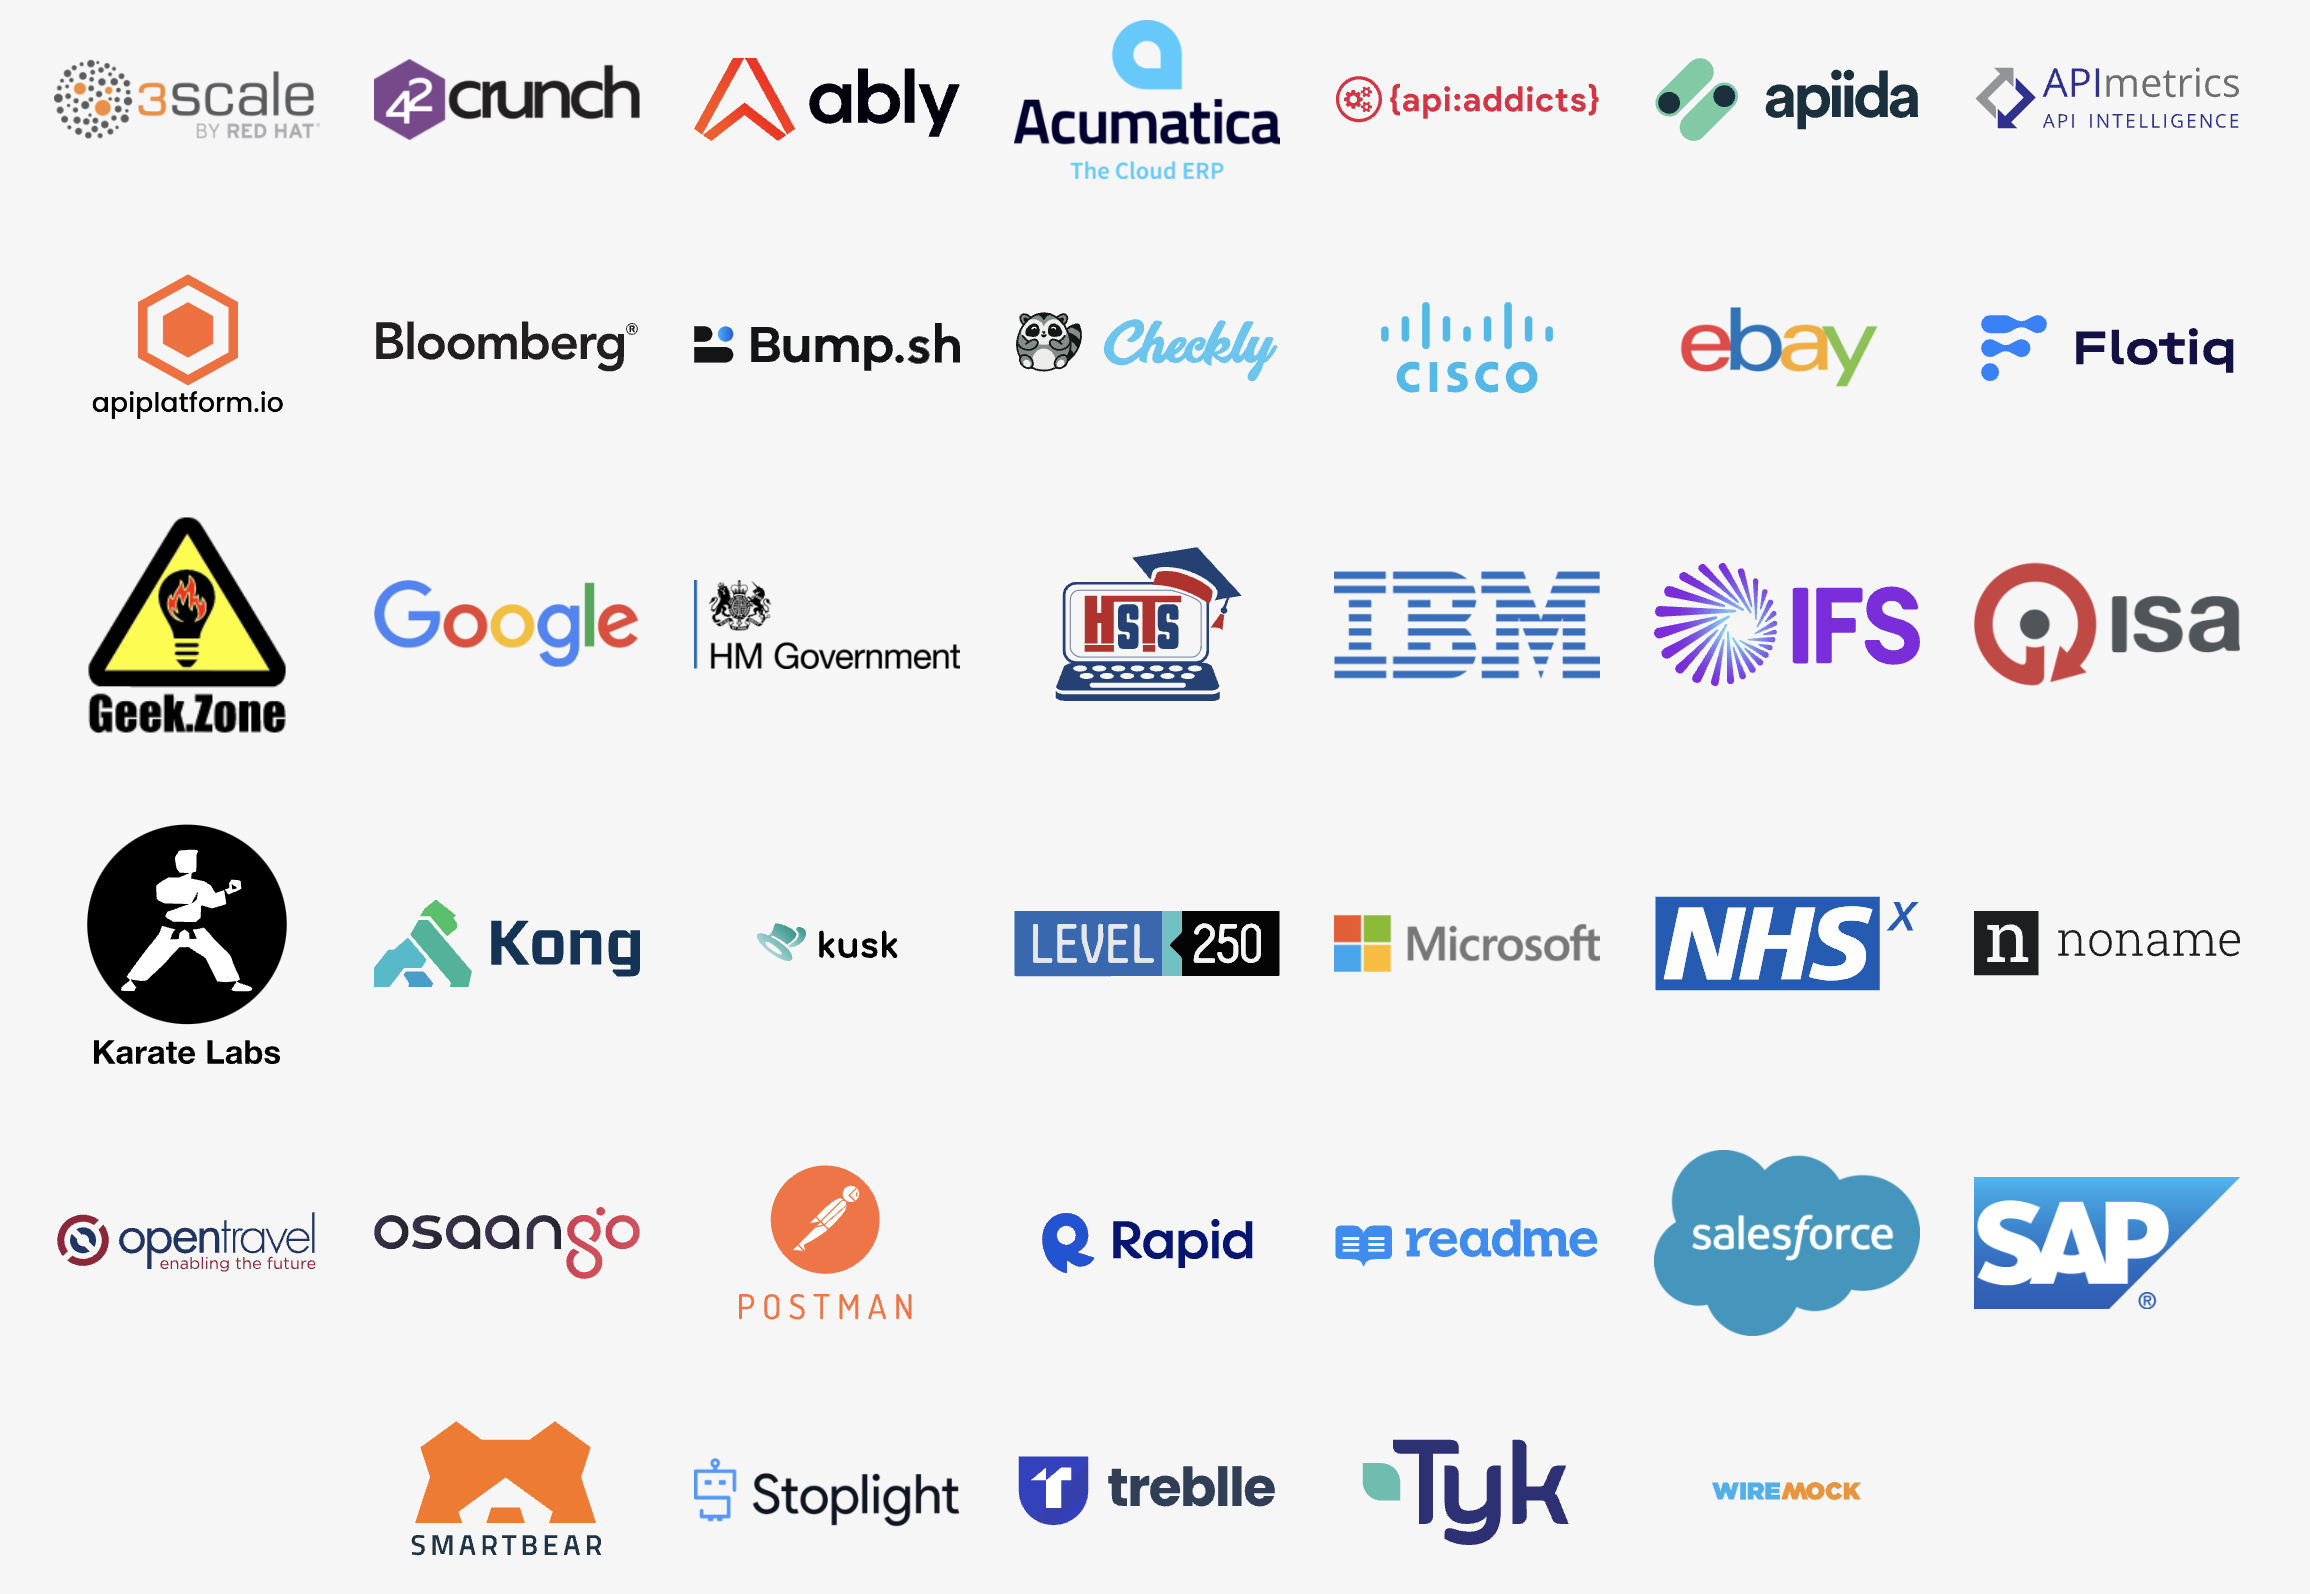 3scale
BY RED HAT
42crunch
ably
Acumatica
The Cloud ERP
{api:addicts}
apiida
APImetrics
API INTELLIGENCE
apiplatform.io
Bloomberg®
Bump.sh
Checkly
CISCO
ebay
Flotiq
Geek.Zone
Google
HM Government
HSTS
IBM
IFS
isa
Karate Labs
Kong
kusk
LEVEL 250
Microsoft
NHSX
n noname
opentravel
enabling the future
osaango
POSTMAN
Rapid
readme
salesforce
SAP
®
SMARTBEAR
Stoplight
treblle
Tyk
WIREMOCK